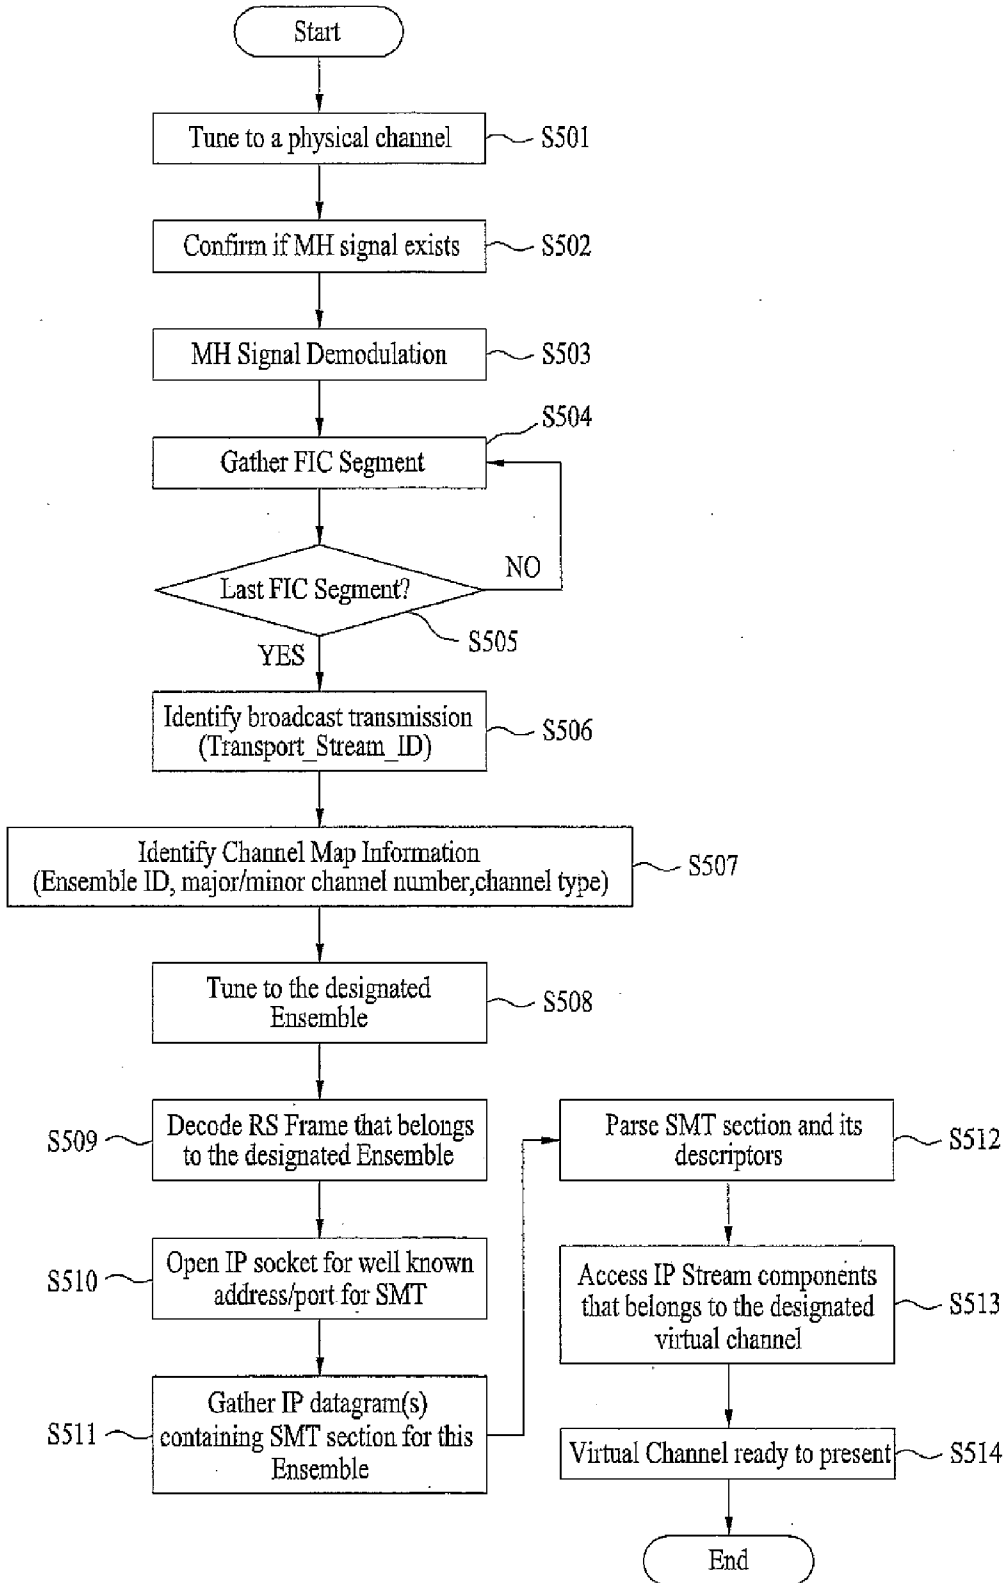 Start
Tune to a physical channel
S501
Confirm if MH signal exists
S502
MH Signal Demodulation
S503
S504
Gather FIC Segment
NO
Last FIC Segment?
S505
YES
Identify broadcast transmission
(Transport_Stream_ID)
S506
Identify Channel Map Information
(Ensemble ID, major/minor channel number,channel type)
S507
Tune to the designated
Ensemble
S508
S509
Decode RS Frame that belongs
to the designated Ensemble
S510
Open IP socket for well known
address/port for SMT
S511
Gather IP datagram(s)
containing SMT section for this
Ensemble
Parse SMT section and its
descriptors
S512
Access IP Stream components
that belongs to the designated
virtual channel
S513
Virtual Channel ready to present
S514
End